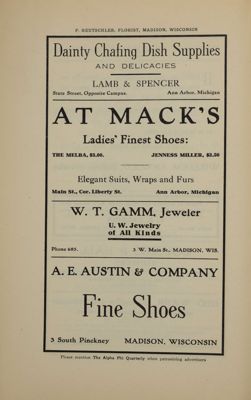 F. RENTSCHLER, FLORIST, MADISON, WISCONSIN
Dainty Chafing Dish Supplies
AND DELICACIES
LAMB & SPENCER
State Street, Opposite Campus. Ann Arbor, Michigan
AT MACK'S
Ladies' Finest Shoes:
THE MELBA, $3.00. JENNESS MILLER, $3.50
Elegant Suits, Wraps and Furs
Main St., Cor. Liberty St. Ann Arbor, Michigan
W. T. GAMM, Jeweler
U. W. Jewelry
of All Kinds
Phone 685. 3 W. Main St., MADISON, WIS.
A. E. AUSTIN & COMPANY
Fine Shoes
3 South Pinckney MADISON, WISCONSIN
Please mention The Alpha Phi Quarterly when patronizing advertisers